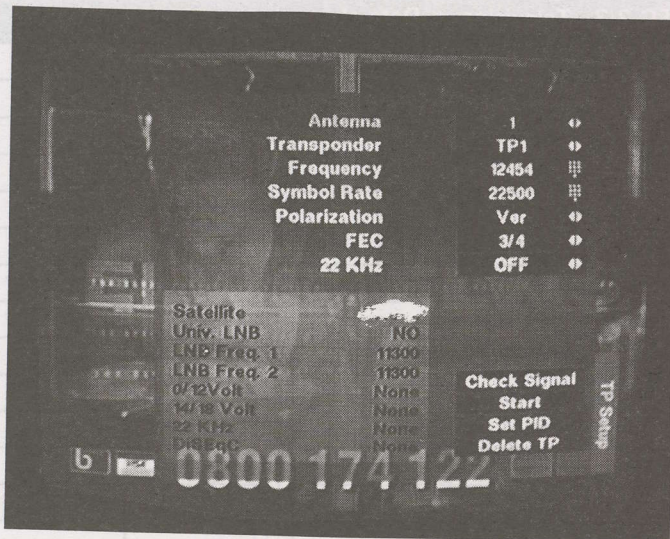 Antenna 1
Transponder TP1
Frequency 12454
Symbol Rate 22500
Polarization Ver
FEC 3/4
22 KHz OFF
Satellite
Univ. LNB NO
LNB Freq. 1 11300
LNB Freq. 2 11300
0/12Volt None
14/18 Volt None
22 KHz None
DiSEqC None
Check Signal
Start
Set PID
Delete TP
TP Setup
b
0800 174 122